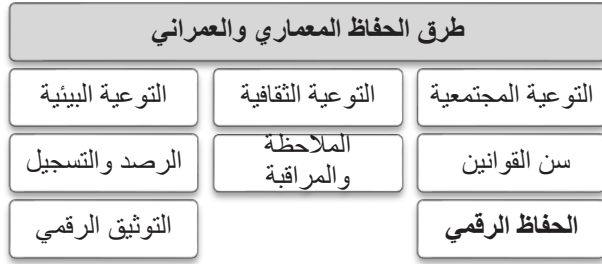 طرق الحفاظ المعماري والعمراني
التوعية المجتمعية
التوعية الثقافية
التوعية البيئية
سن القوانين
الملاحظة
والمراقبة
الرصد والتسجيل
الحفاظ الرقمي
التوثيق الرقمي